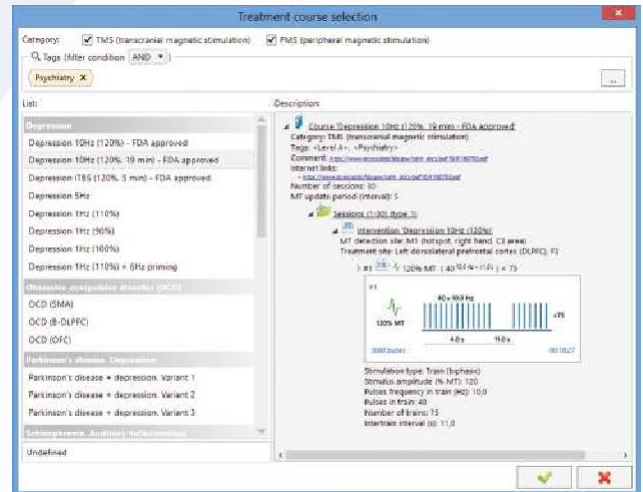 Treatment course selection
Category: TMS (transcranial magnetic stimulation) PMS (peripheral magnetic stimulation)
Tags (filter condition AND )
Psychiatry X
...
List:
Depression
Depression 10Hz (120%) - FDA approved
Depression 10Hz (120%, 19 min) - FDA approved
Depression iTBS (120%, 3 min) - FDA approved
Depression 5Hz
Depression 1Hz (110%)
Depression 1Hz (90%)
Depression 1Hz (100%)
Depression 1Hz (110%) + 6Hz priming
Obsessive-compulsive disorder (OCD)
OCD (SMA)
OCD (B-DLPFC)
OCD (OFC)
Parkinson's disease. Depression
Parkinson's disease + depression. Variant 1
Parkinson's disease + depression. Variant 2
Parkinson's disease + depression. Variant 3
Schizophrenia. Auditory hallucinations
Undefined
Description:
Course 'Depression 10Hz (120%, 19 min) - FDA approved'
Category: TMS (transcranial magnetic stimulation)
Tags: <Level A>, <Psychiatry>
Comment:
Internet links:
Number of sessions: 30
MT update period (interval): 5
Sessions (1-30), (type 1)
Intervention 'Depression 10Hz (120%)'
MT detection site: M1 (hotspot, right hand, C3 area)
Treatment site: Left dorsolateral prefrontal cortex (DLPFC), F3
#1 120% MT ( 40 ) x 75
#1
40 x 10.0 Hz
120% MT
x75
4.0 s 11.0 s
3000 pulses
Stimulation type: Train (biphasic)
Stimulus amplitude (% MT): 120
Pulses frequency in train (Hz): 10,0
Pulses in train: 40
Number of trains: 75
Intertrain interval (s): 11,0